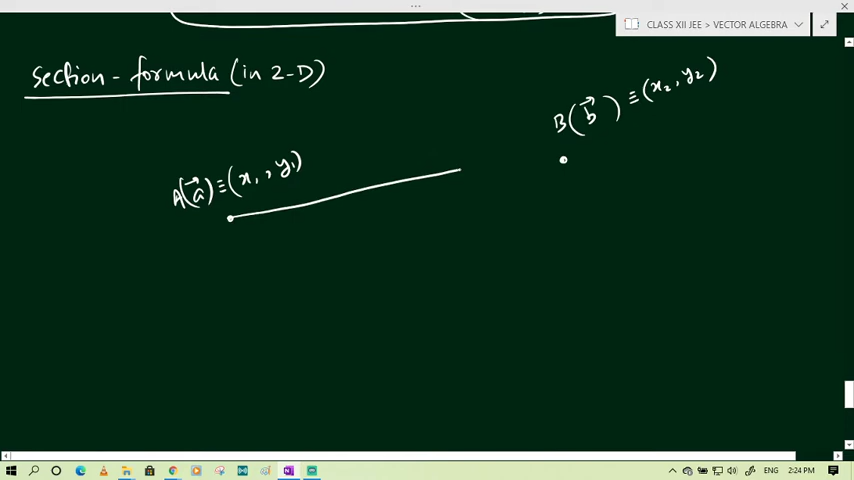 CLASS XII JEE > VECTOR ALGEBRA
Section - formula (in 2-D)
B(b⃗) ≡ (x₂, y₂)
A(a⃗) ≡ (x₁, y₁)
ENG 2:24 PM